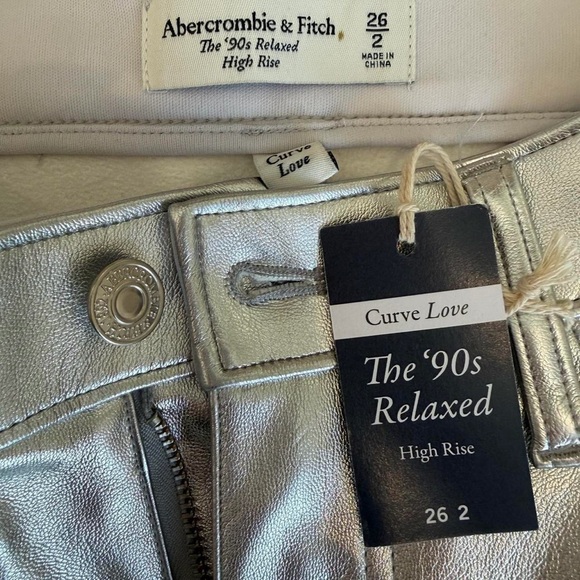 Abercrombie & Fitch
The '90s Relaxed
High Rise
26
2
MADE IN
CHINA
Curve
Love
Curve Love
The '90s
Relaxed
High Rise
26 2